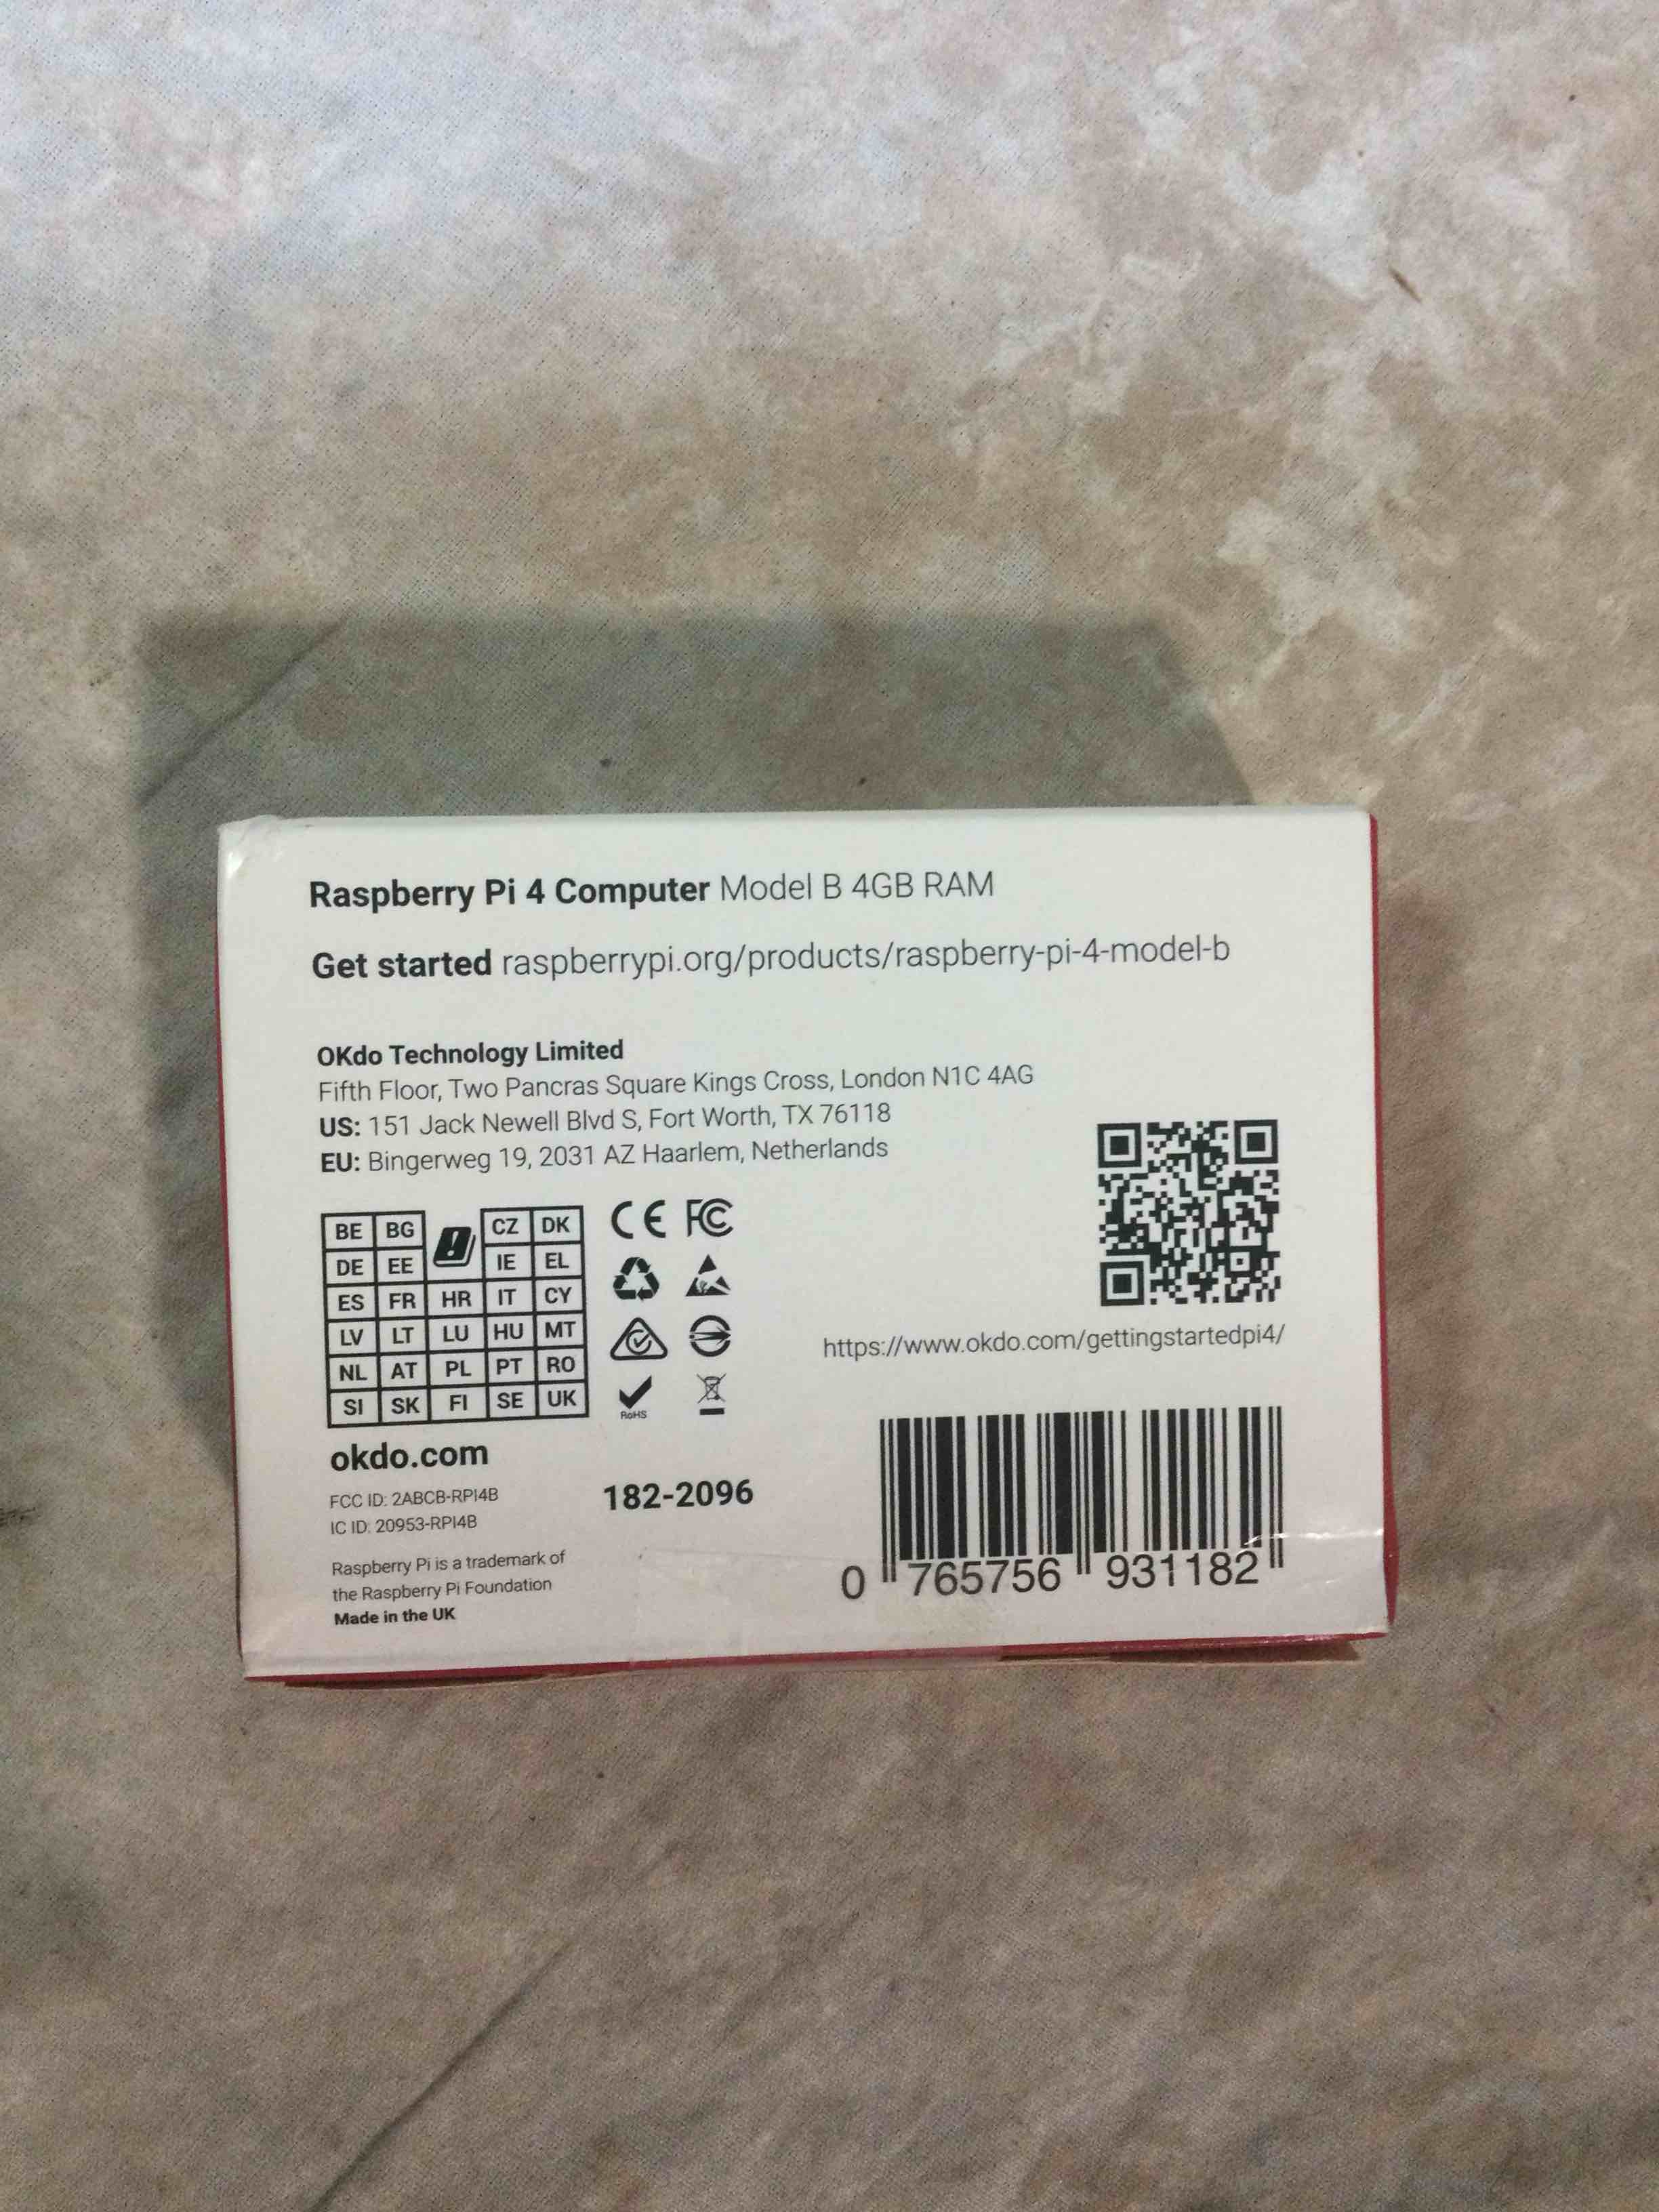 Raspberry Pi 4 Computer Model B 4GB RAM
Get started raspberrypi.org/products/raspberry-pi-4-model-b
OKdo Technology Limited
Fifth Floor, Two Pancras Square Kings Cross, London N1C 4AG
US: 151 Jack Newell Blvd S, Fort Worth, TX 76118
EU: Bingerweg 19, 2031 AZ Haarlem, Netherlands
BE BG ! CZ DK
DE EE IE EL
ES FR HR IT CY
LV LT LU HU MT
NL AT PL PT RO
SI SK FI SE UK
CE FC
RoHS
https://www.okdo.com/gettingstartedpi4/
okdo.com
FCC ID: 2ABCB-RPI4B
IC ID: 20953-RPI4B
182-2096
Raspberry Pi is a trademark of
the Raspberry Pi Foundation
Made in the UK
0 765756 931182